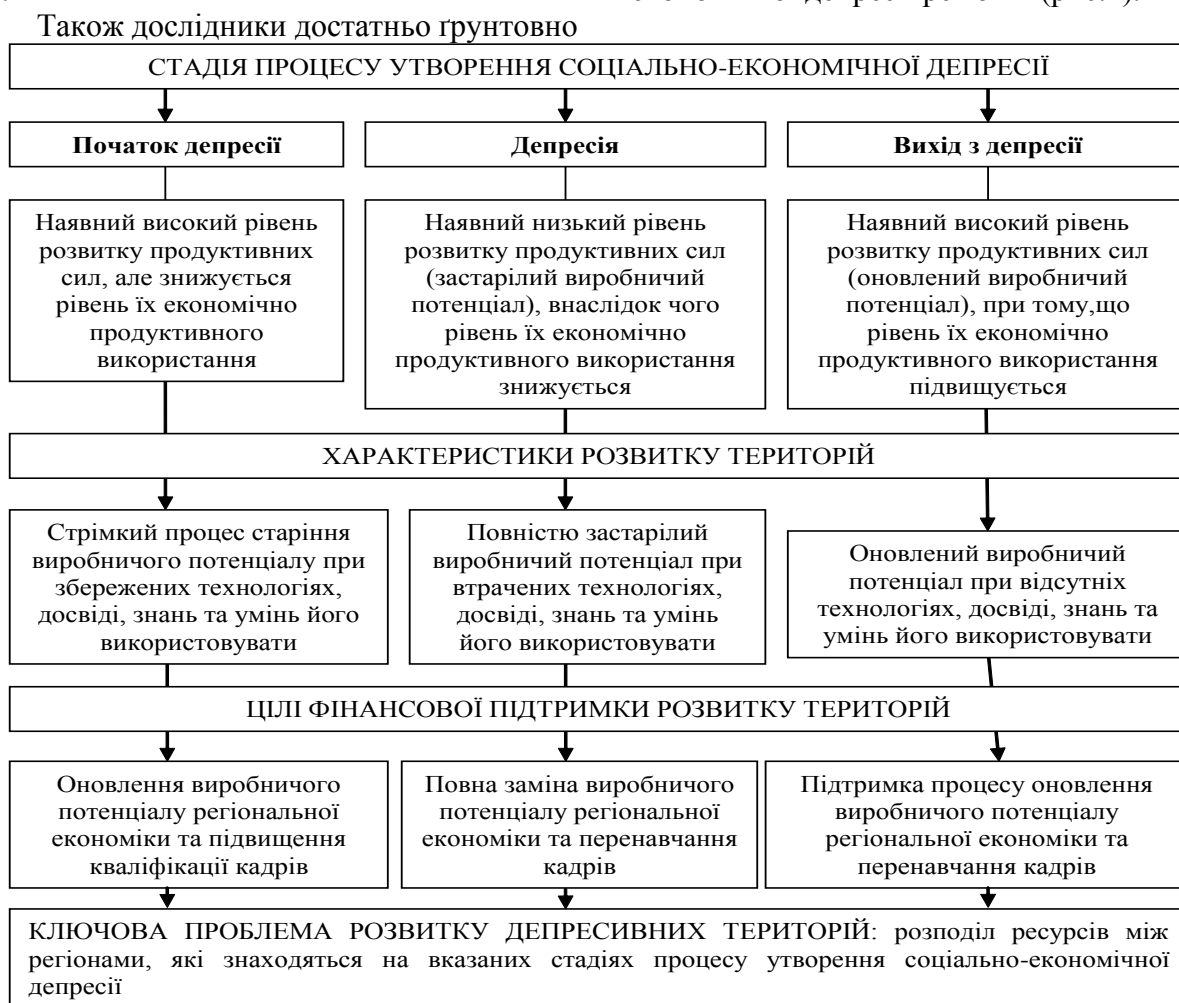 Також дослідники достатньо ґрунтовно
СТАДІЯ ПРОЦЕСУ УТВОРЕННЯ СОЦІАЛЬНО-ЕКОНОМІЧНОЇ ДЕПРЕСІЇ
Початок депресії
Депресія
Вихід з депресії
Наявний високий рівень
розвитку продуктивних
сил, але знижується
рівень їх економічно
продуктивного
використання
Наявний низький рівень
розвитку продуктивних сил
(застарілий виробничий
потенціал), внаслідок чого
рівень їх економічно
продуктивного використання
знижується
Наявний високий рівень
розвитку продуктивних
сил (оновлений виробничий
потенціал), при тому,що
рівень їх економічно
продуктивного використання
підвищується
ХАРАКТЕРИСТИКИ РОЗВИТКУ ТЕРИТОРІЙ
Стрімкий процес старіння
виробничого потенціалу при
збережених технологіях,
досвіді, знань та умінь його
використовувати
Повністю застарілий
виробничий потенціал при
втрачених технологіях,
досвіді, знань та умінь
його використовувати
Оновлений виробничий
потенціал при відсутніх
технологіях, досвіді, знань та
умінь його використовувати
ЦІЛІ ФІНАНСОВОЇ ПІДТРИМКИ РОЗВИТКУ ТЕРИТОРІЙ
Оновлення виробничого
потенціалу регіональної
економіки та підвищення
кваліфікації кадрів
Повна заміна виробничого
потенціалу регіональної
економіки та перенавчання
кадрів
Підтримка процесу оновлення
виробничого потенціалу
регіональної економіки та
перенавчання кадрів
КЛЮЧОВА ПРОБЛЕМА РОЗВИТКУ ДЕПРЕСИВНИХ ТЕРИТОРІЙ: розподіл ресурсів між
регіонами, які знаходяться на вказаних стадіях процесу утворення соціально-економічної
депресії